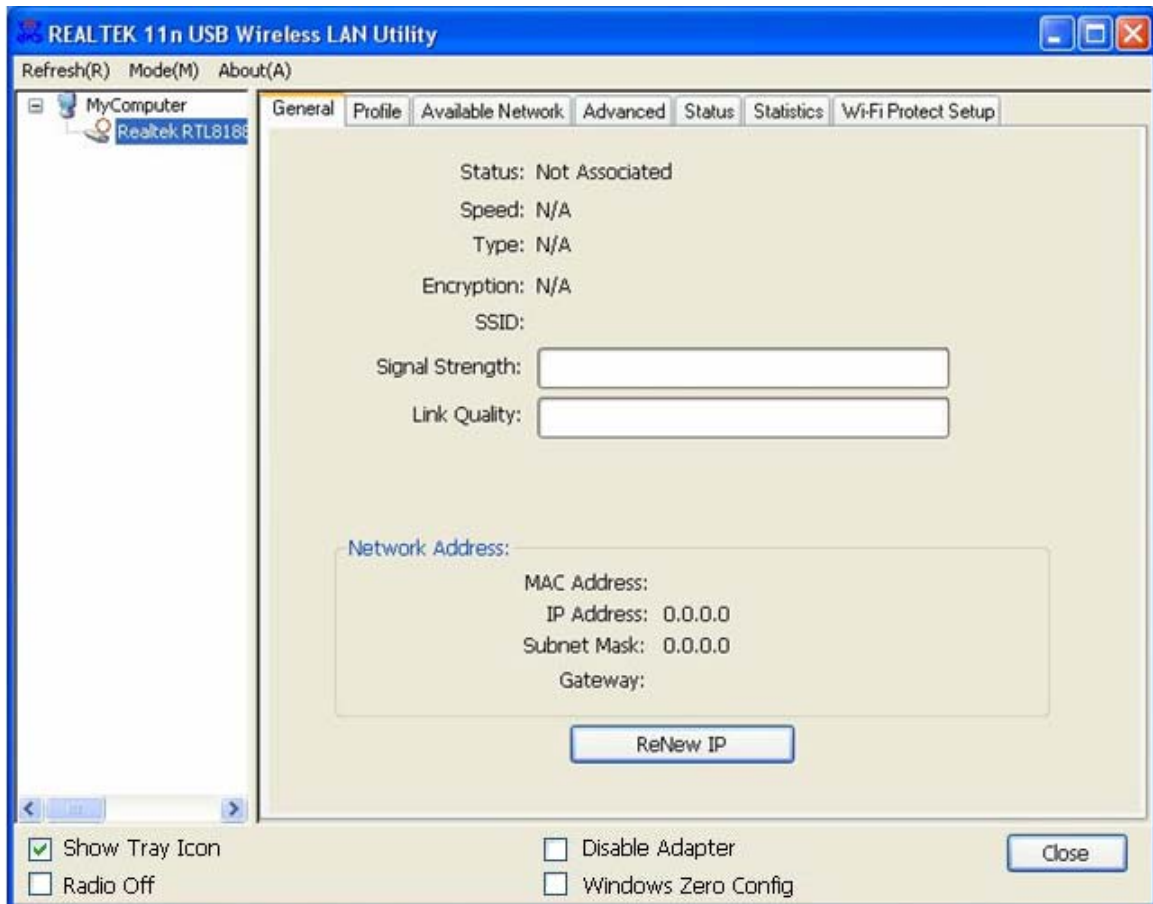 REALTEK 11n USB Wireless LAN Utility
Refresh(R) Mode(M) About(A)
MyComputer
Realtek RTL8188
General Profile Available Network Advanced Status Statistics Wi-Fi Protect Setup
Status: Not Associated
Speed: N/A
Type: N/A
Encryption: N/A
SSID:
Signal Strength:
Link Quality:
Network Address:
MAC Address:
IP Address: 0.0.0.0
Subnet Mask: 0.0.0.0
Gateway:
ReNew IP
Show Tray Icon
Radio Off
Disable Adapter
Windows Zero Config
Close